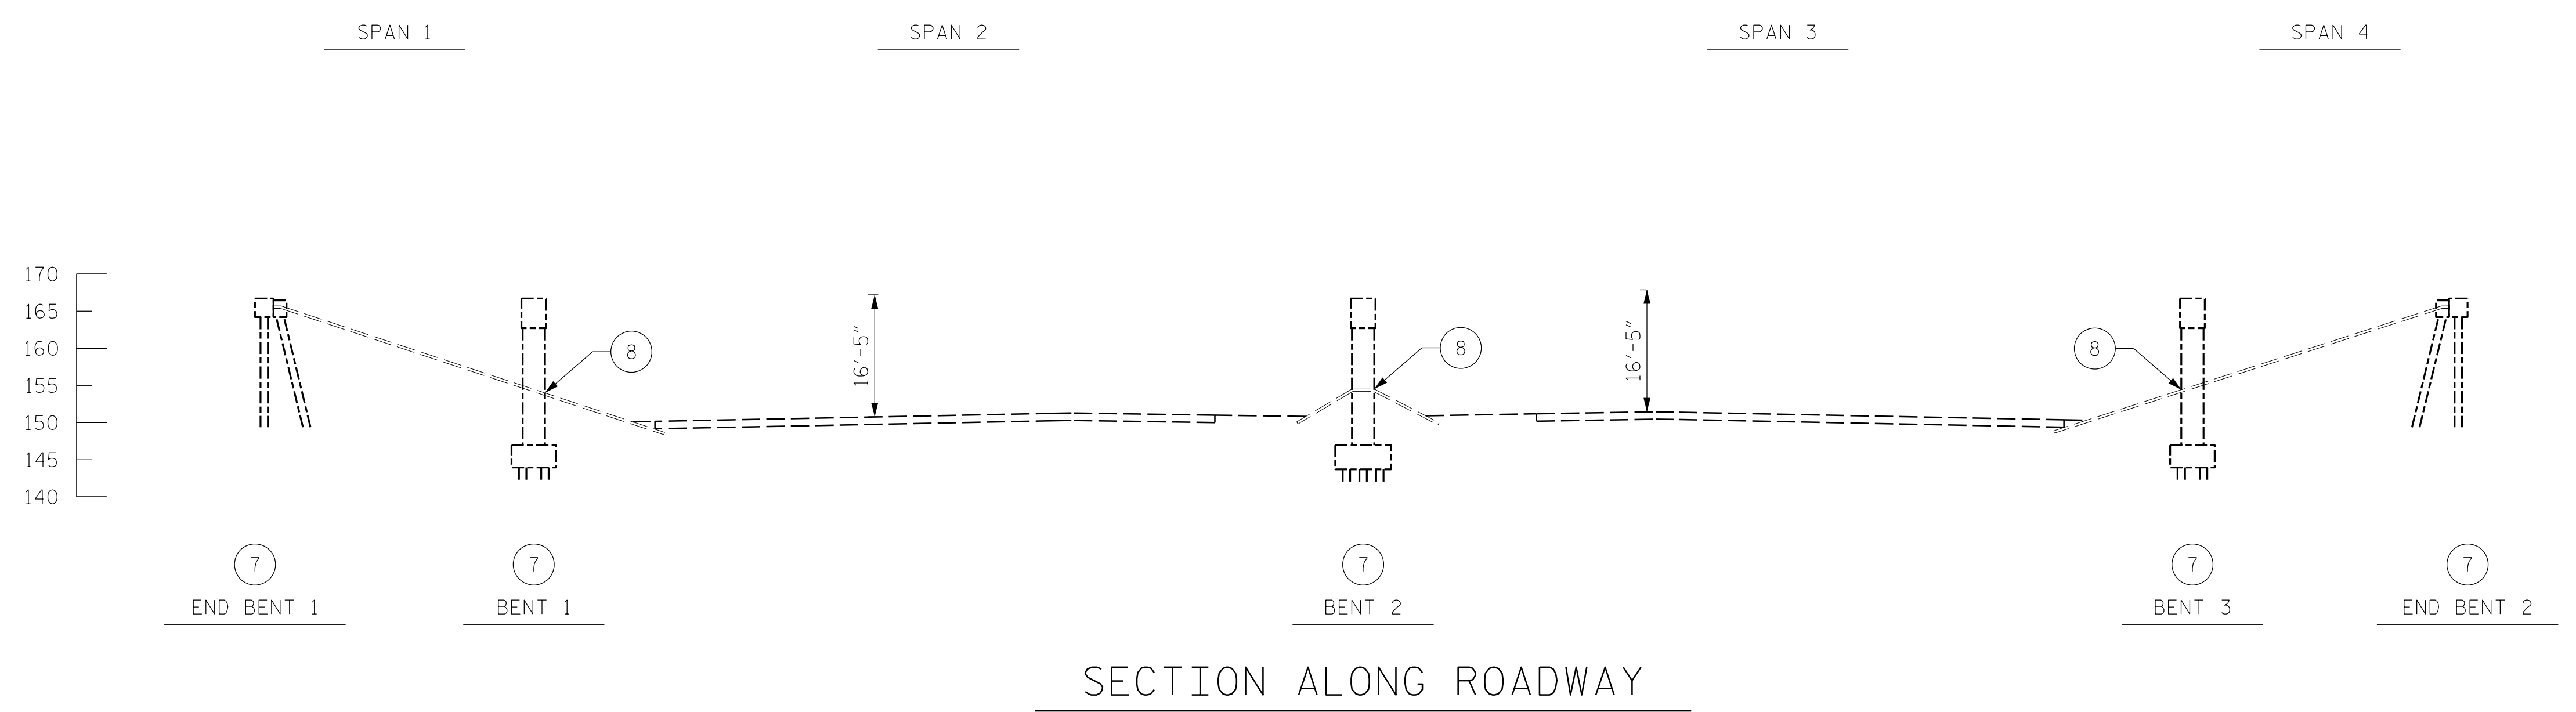 SPAN 1
SPAN 2
SPAN 3
SPAN 4
170
165
160
155
150
145
140
8
16'-5"
8
16'-5"
8
7
7
7
7
7
END BENT 1
BENT 1
BENT 2
BENT 3
END BENT 2
SECTION ALONG ROADWAY